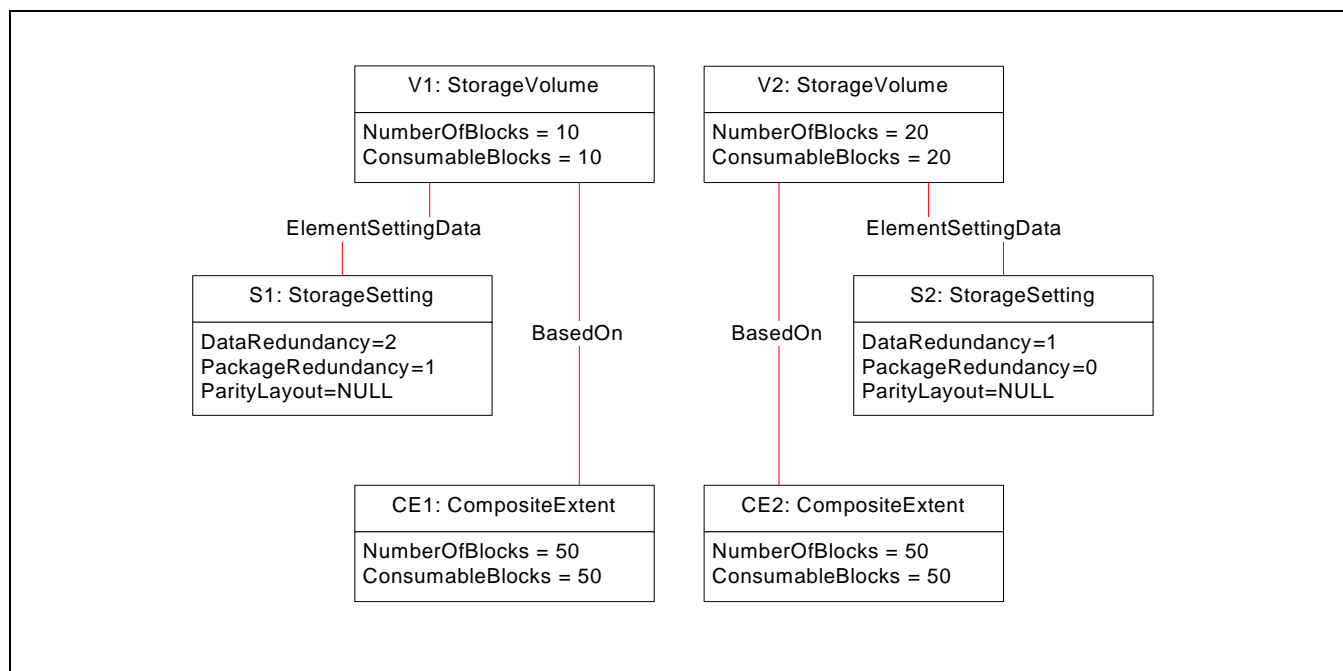 V1: StorageVolume
NumberOfBlocks = 10
ConsumableBlocks = 10
V2: StorageVolume
NumberOfBlocks = 20
ConsumableBlocks = 20
ElementSettingData
ElementSettingData
S1: StorageSetting
DataRedundancy=2
PackageRedundancy=1
ParityLayout=NULL
BasedOn
BasedOn
S2: StorageSetting
DataRedundancy=1
PackageRedundancy=0
ParityLayout=NULL
CE1: CompositeExtent
NumberOfBlocks = 50
ConsumableBlocks = 50
CE2: CompositeExtent
NumberOfBlocks = 50
ConsumableBlocks = 50